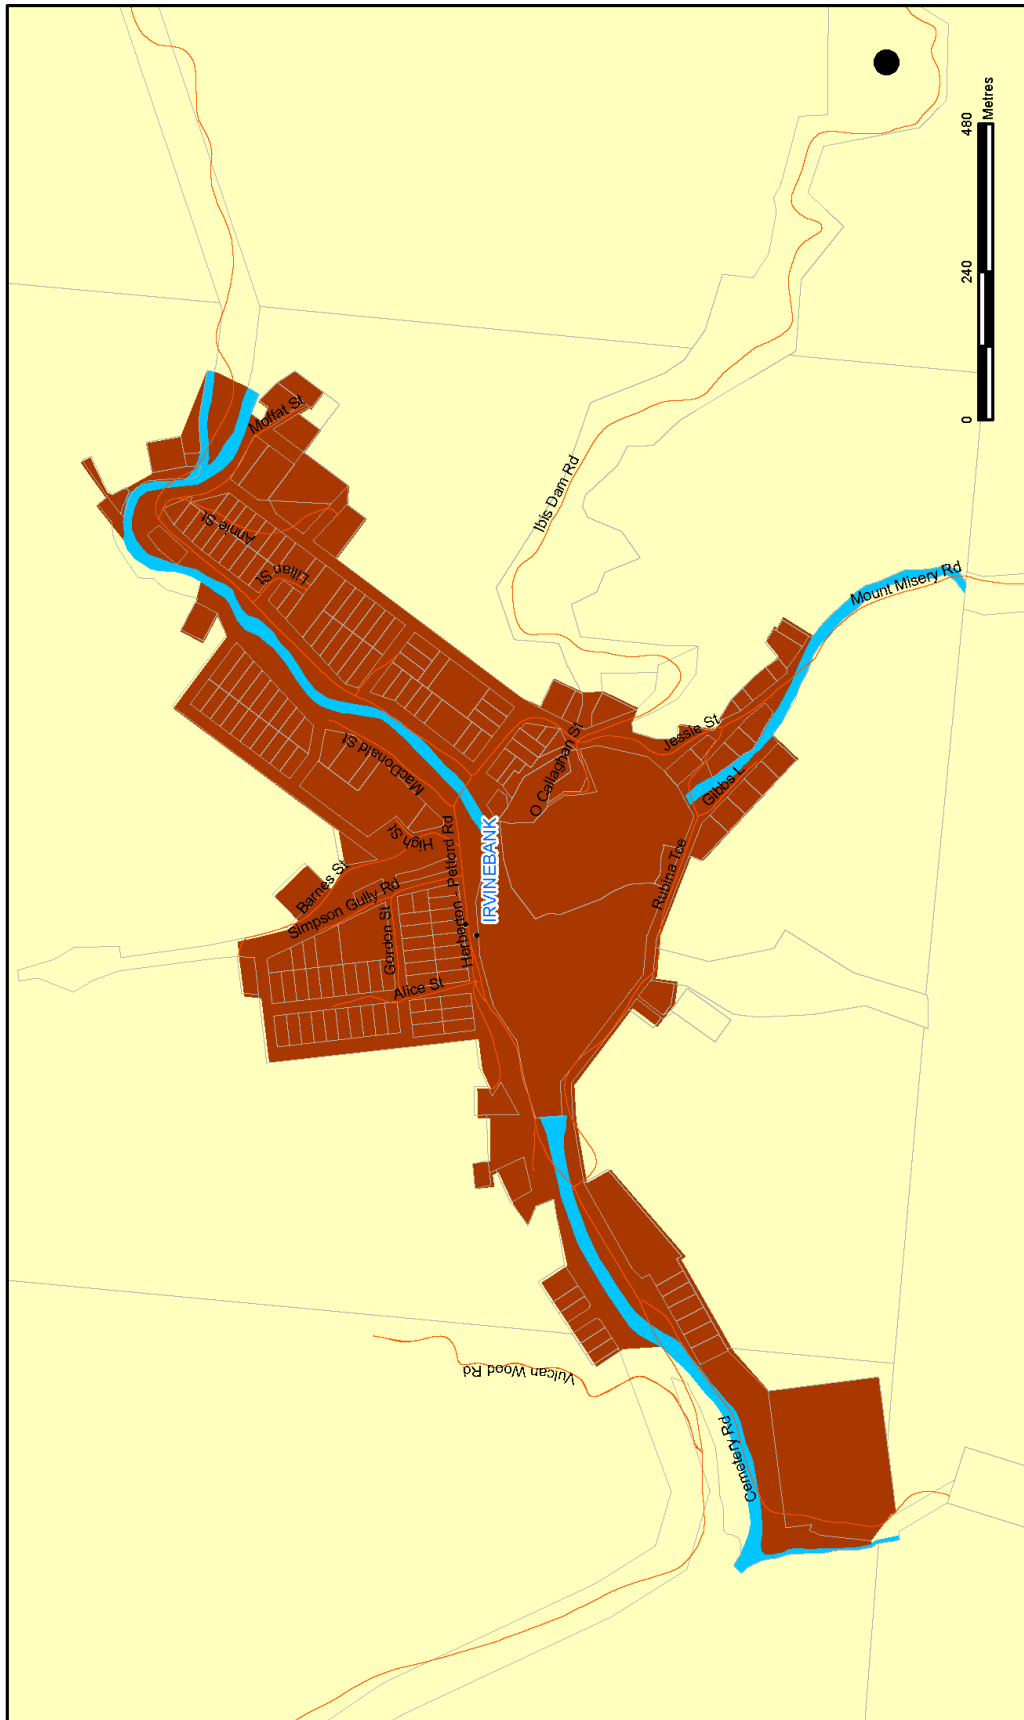 480
Metres
240
0
Moffat St
Annie St
Lilian St
Ibis Dam Rd
Mount Misery Rd
MacDonald St
Jessie St
O Callaghan St
Gibbs L
High St
Herberton - Petford Rd
IRVINEBANK
Barnes St
Simpson Gully Rd
Gordon St
Rubina Tce
Alice St
Vulcan Wood Rd
Cemetery Rd